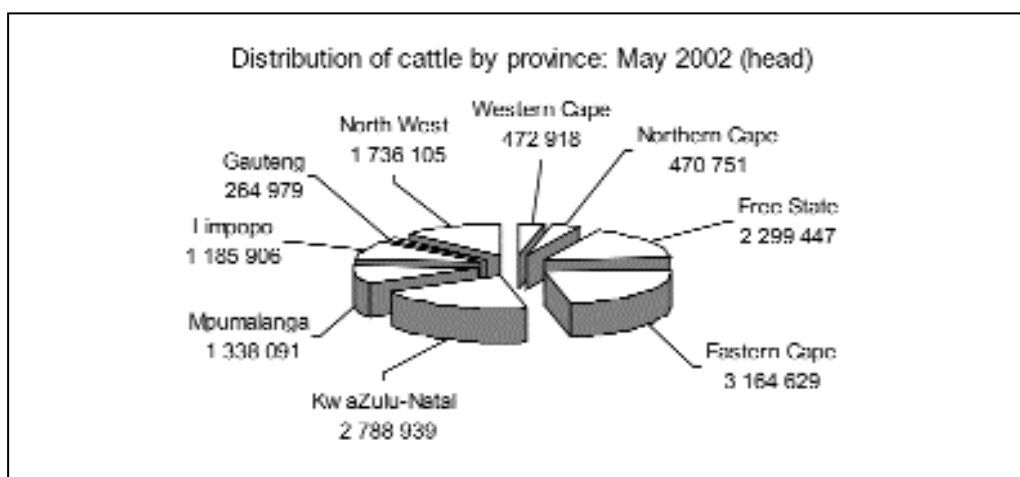 Distribution of cattle by province: May 2002 (head)
Western Cape
472 918
Northern Cape
470 751
Free State
2 299 447
Eastern Cape
3 164 629
KwaZulu-Natal
2 788 939
Mpumalanga
1 338 091
Limpopo
1 185 906
Gauteng
264 979
North West
1 736 105